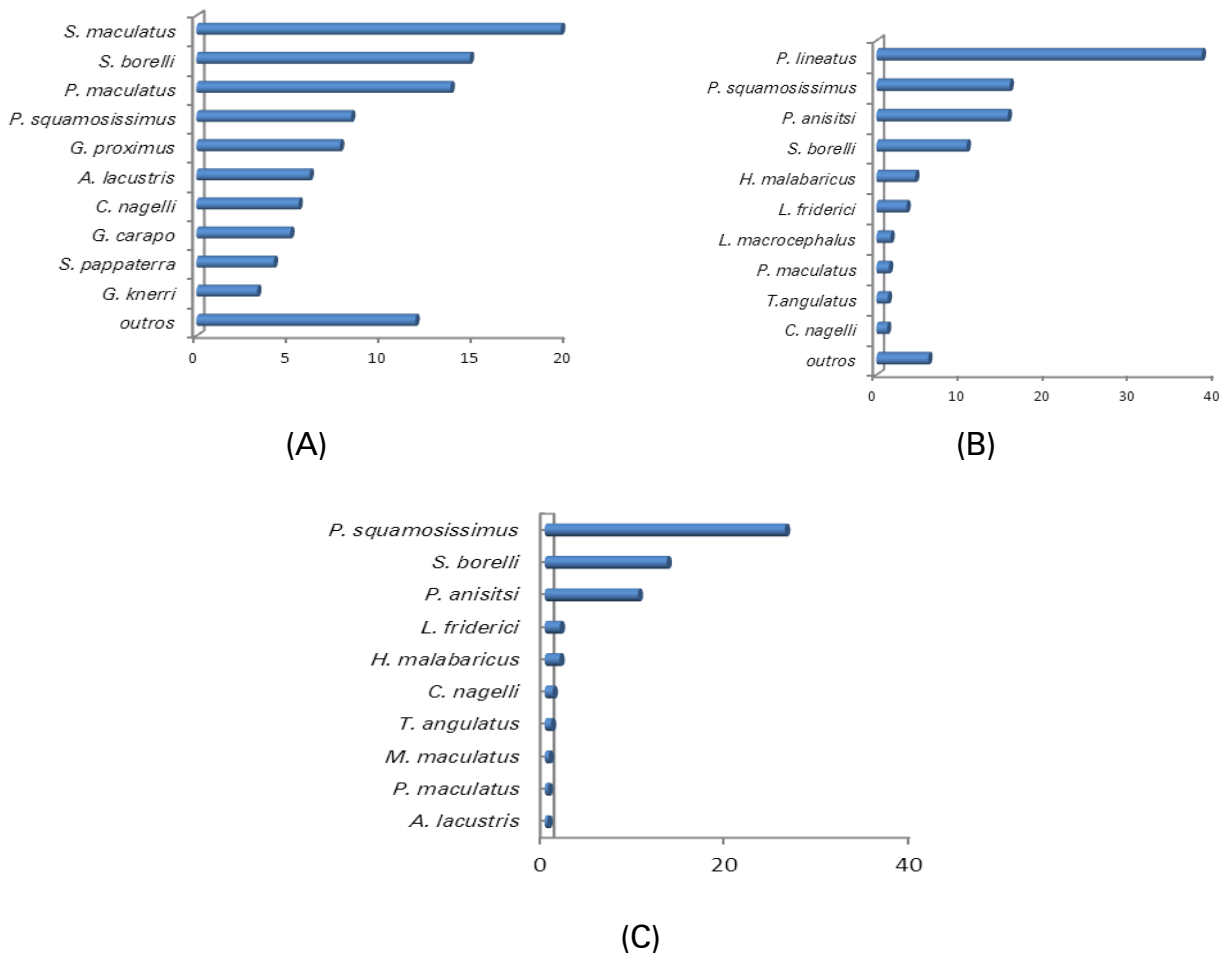 S. maculatus
S. borelli
P. maculatus
P. squamosissimus
G. proximus
A. lacustris
C. nagelli
G. carapo
S. pappaterra
G. knerri
outros
0 5 10 15 20
(A)
P. lineatus
P. squamosissimus
P. anisitsi
S. borelli
H. malabaricus
L. friderici
L. macrocephalus
P. maculatus
T.angulatus
C. nagelli
outros
0 10 20 30 40
(B)
P. squamosissimus
S. borelli
P. anisitsi
L. friderici
H. malabaricus
C. nagelli
T. angulatus
M. maculatus
P. maculatus
A. lacustris
0 20 40
(C)